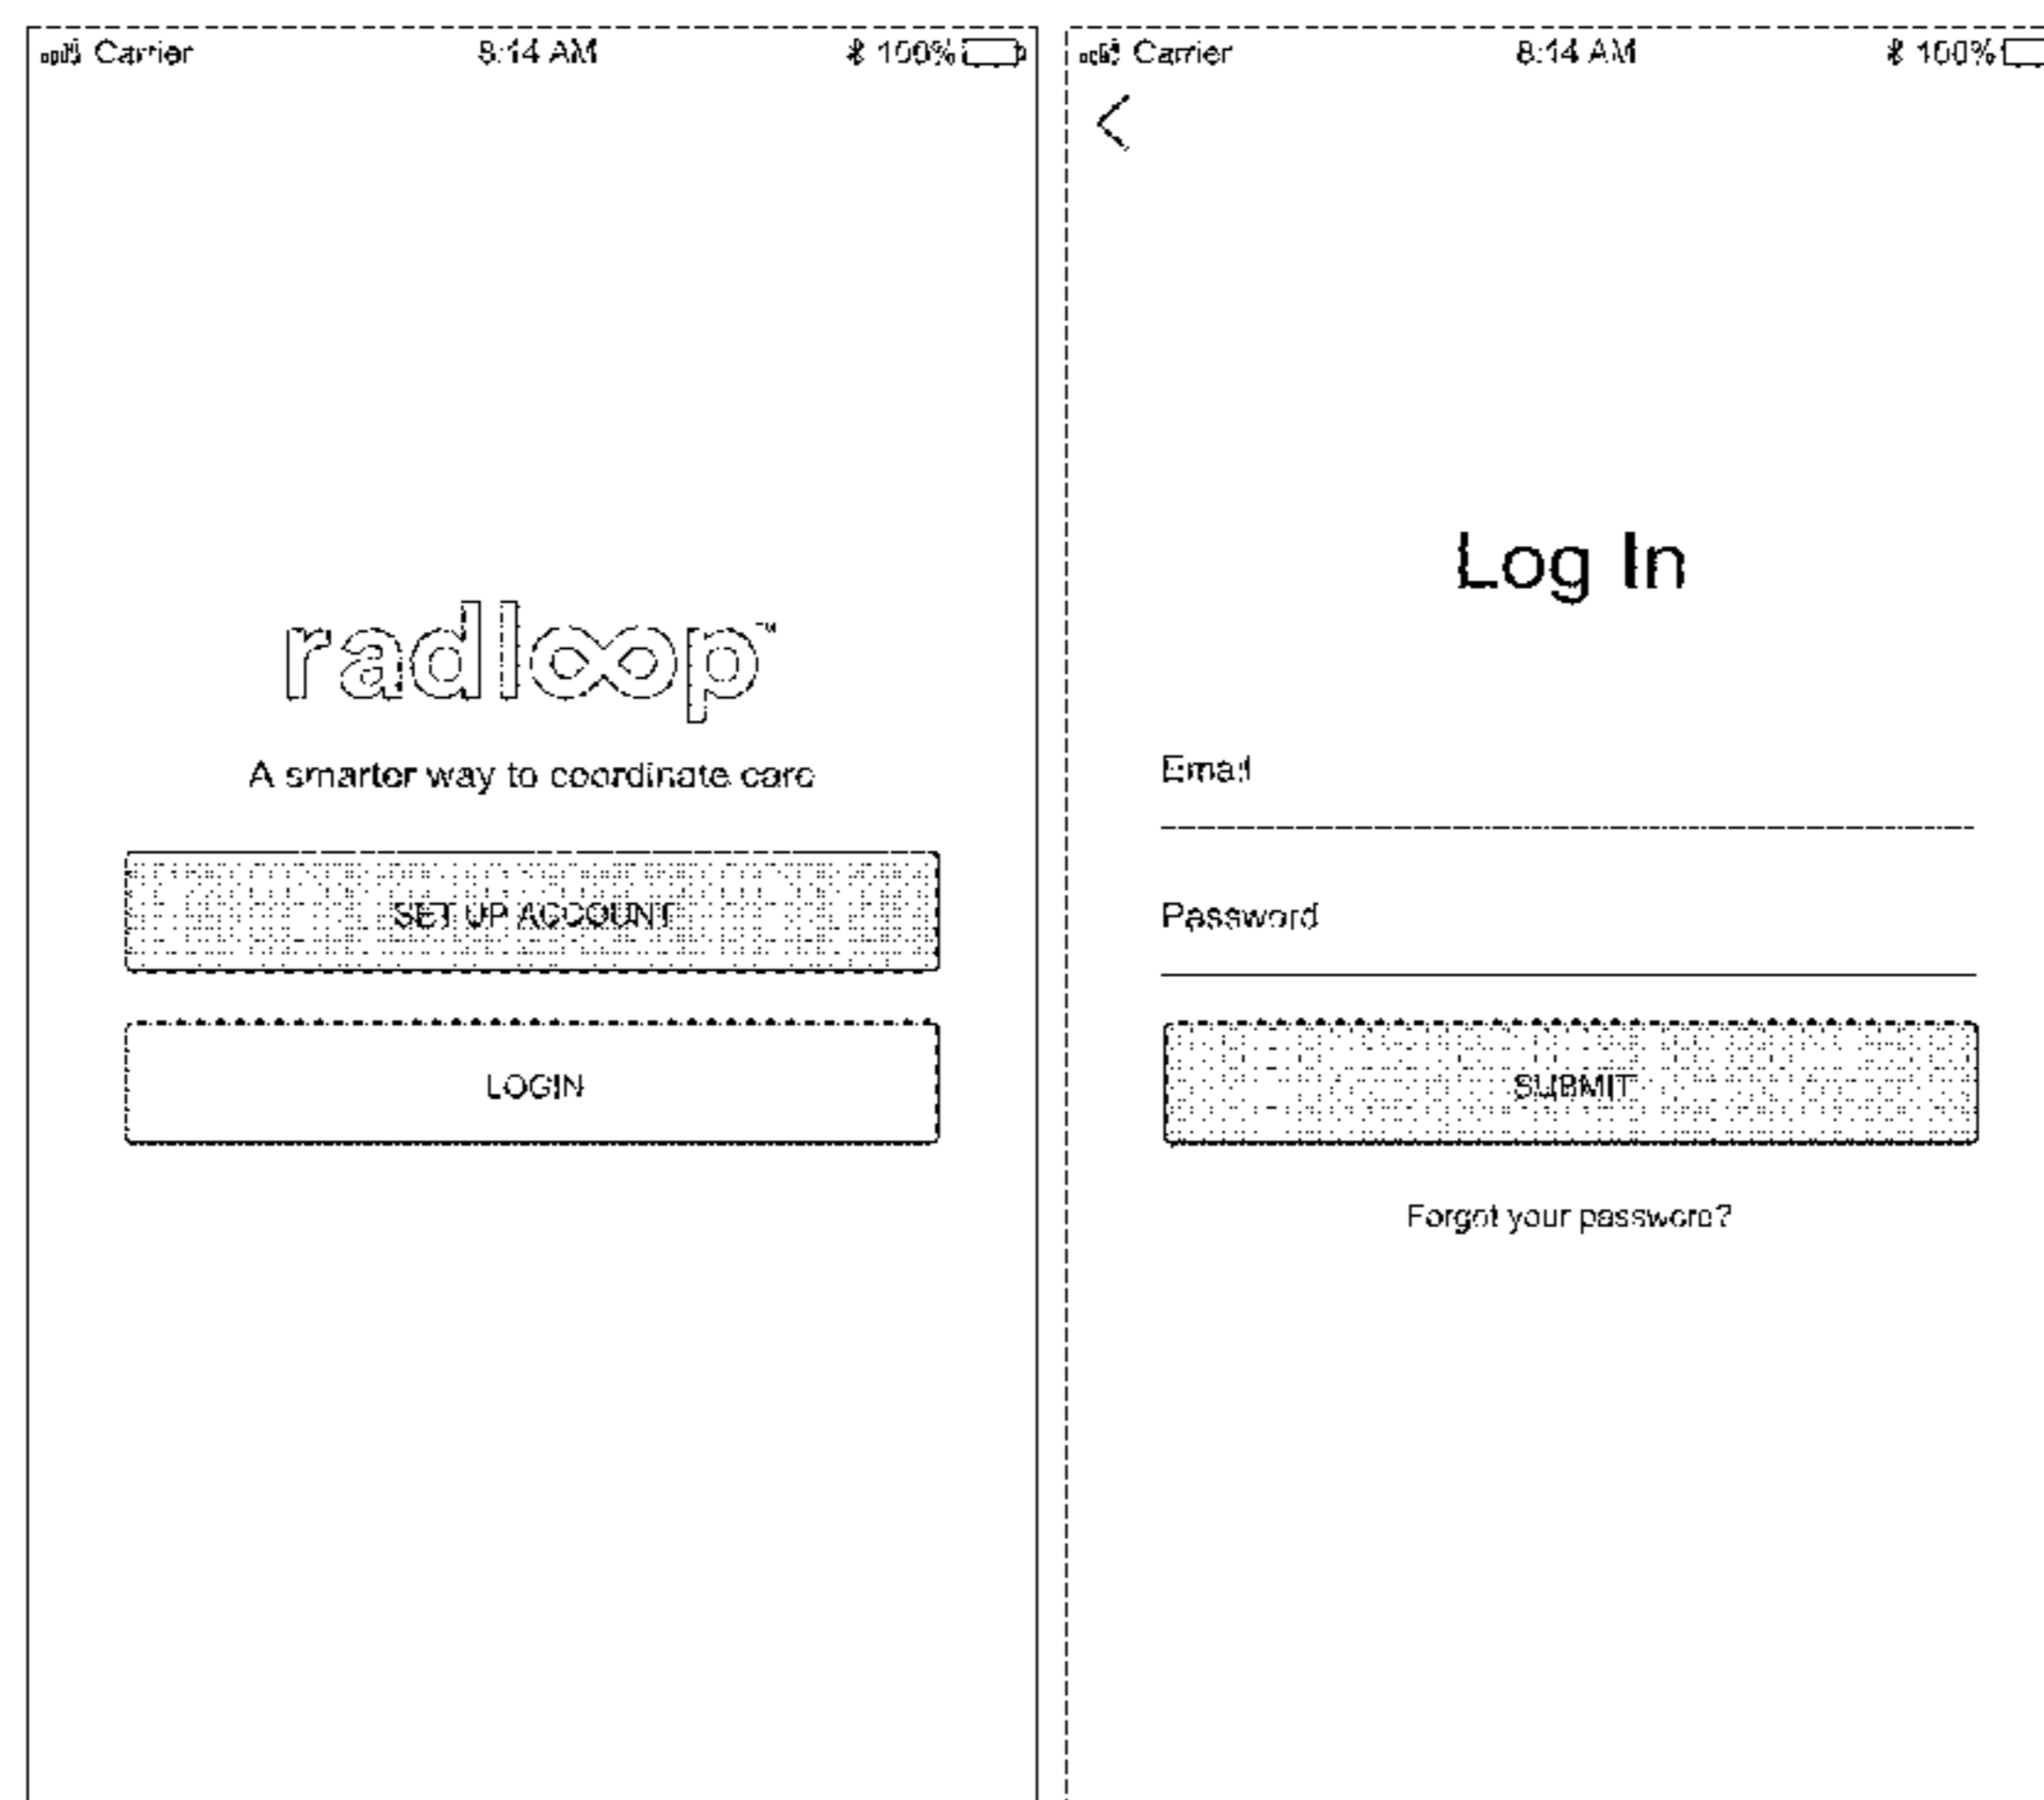 Carrier 8:14 AM 100%
radloop™
A smarter way to coordinate care
SET UP ACCOUNT
LOGIN
Carrier 8:14 AM 100%
<
Log In
Email
Password
SUBMIT
Forgot your password?